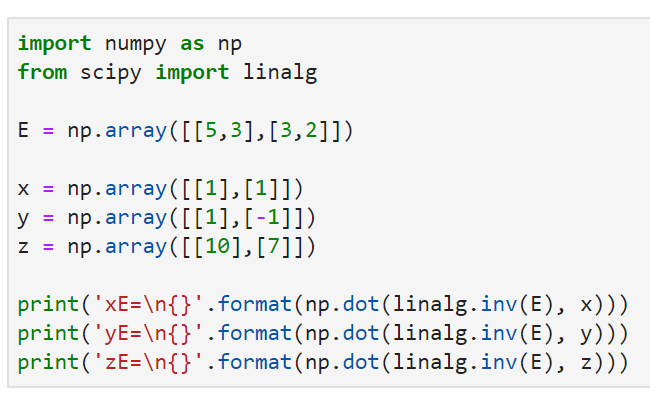 import numpy as np
from scipy import linalg
E = np.array([[5,3],[3,2]])
x = np.array([[1],[1]])
y = np.array([[1],[-1]])
z = np.array([[10],[7]])
print('xE=\n{}'.format(np.dot(linalg.inv(E), x)))
print('yE=\n{}'.format(np.dot(linalg.inv(E), y)))
print('zE=\n{}'.format(np.dot(linalg.inv(E), z)))